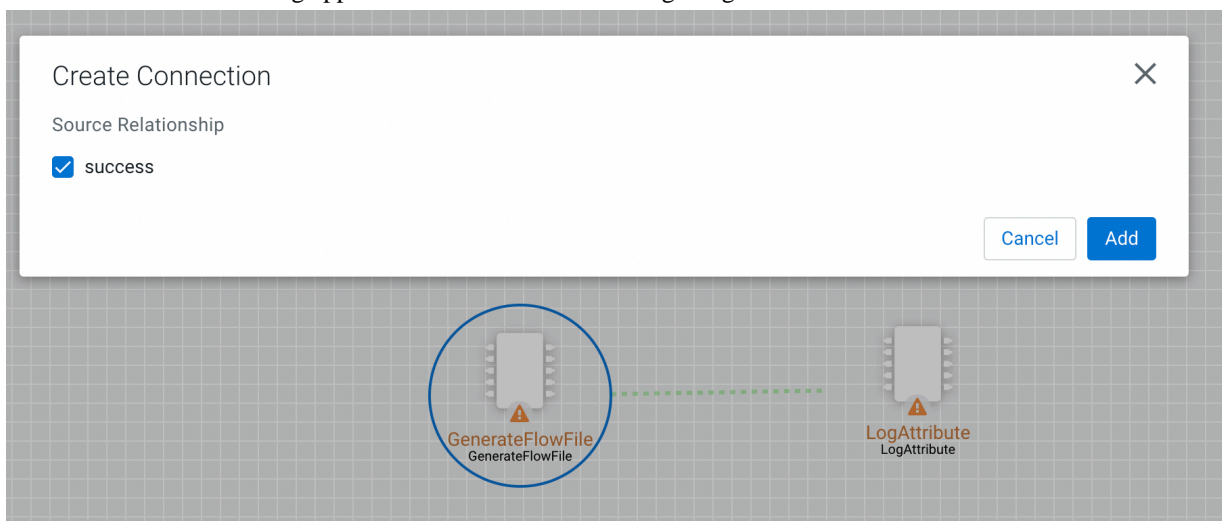 Create Connection
Source Relationship
success
Cancel
Add
GenerateFlowFile
GenerateFlowFile
LogAttribute
LogAttribute